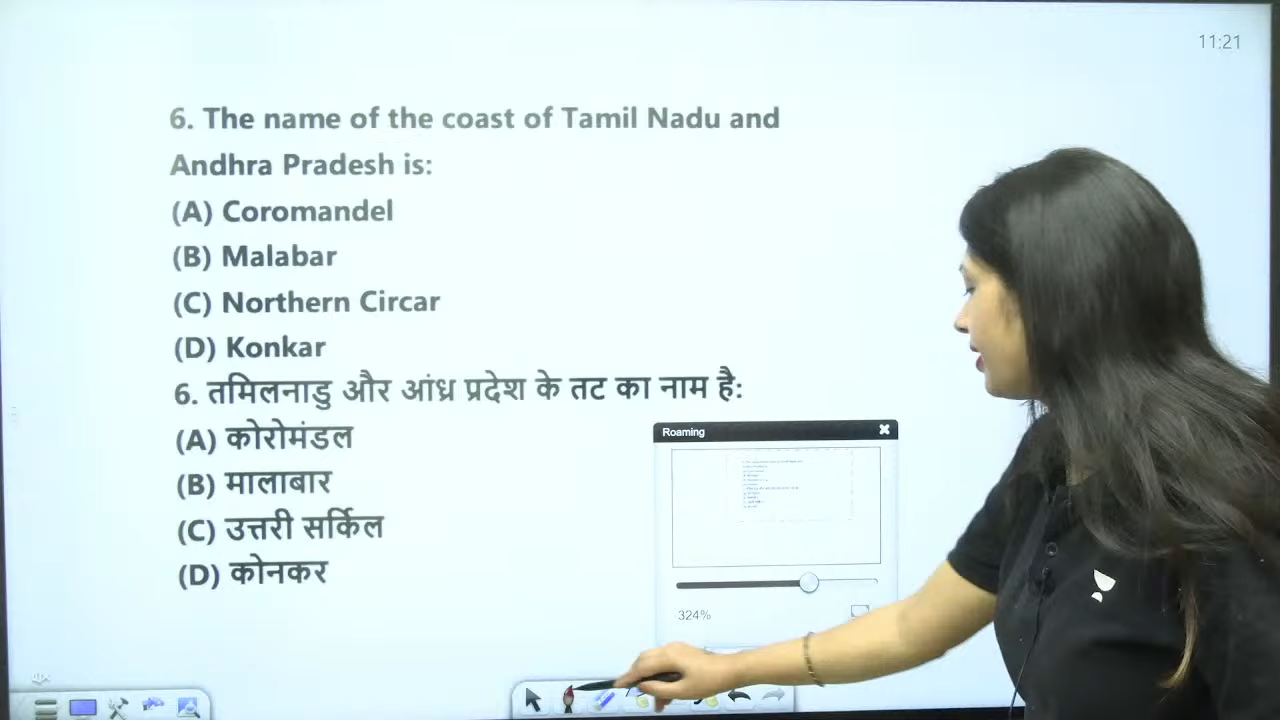 11:21
6. The name of the coast of Tamil Nadu and
Andhra Pradesh is:
(A) Coromandel
(B) Malabar
(C) Northern Circar
(D) Konkar
6. तमिलनाडु और आंध्र प्रदेश के तट का नाम है:
(A) कोरोमंडल
(B) मालाबार
(C) उत्तरी सर्किल
(D) कोनकर
Roaming
324%